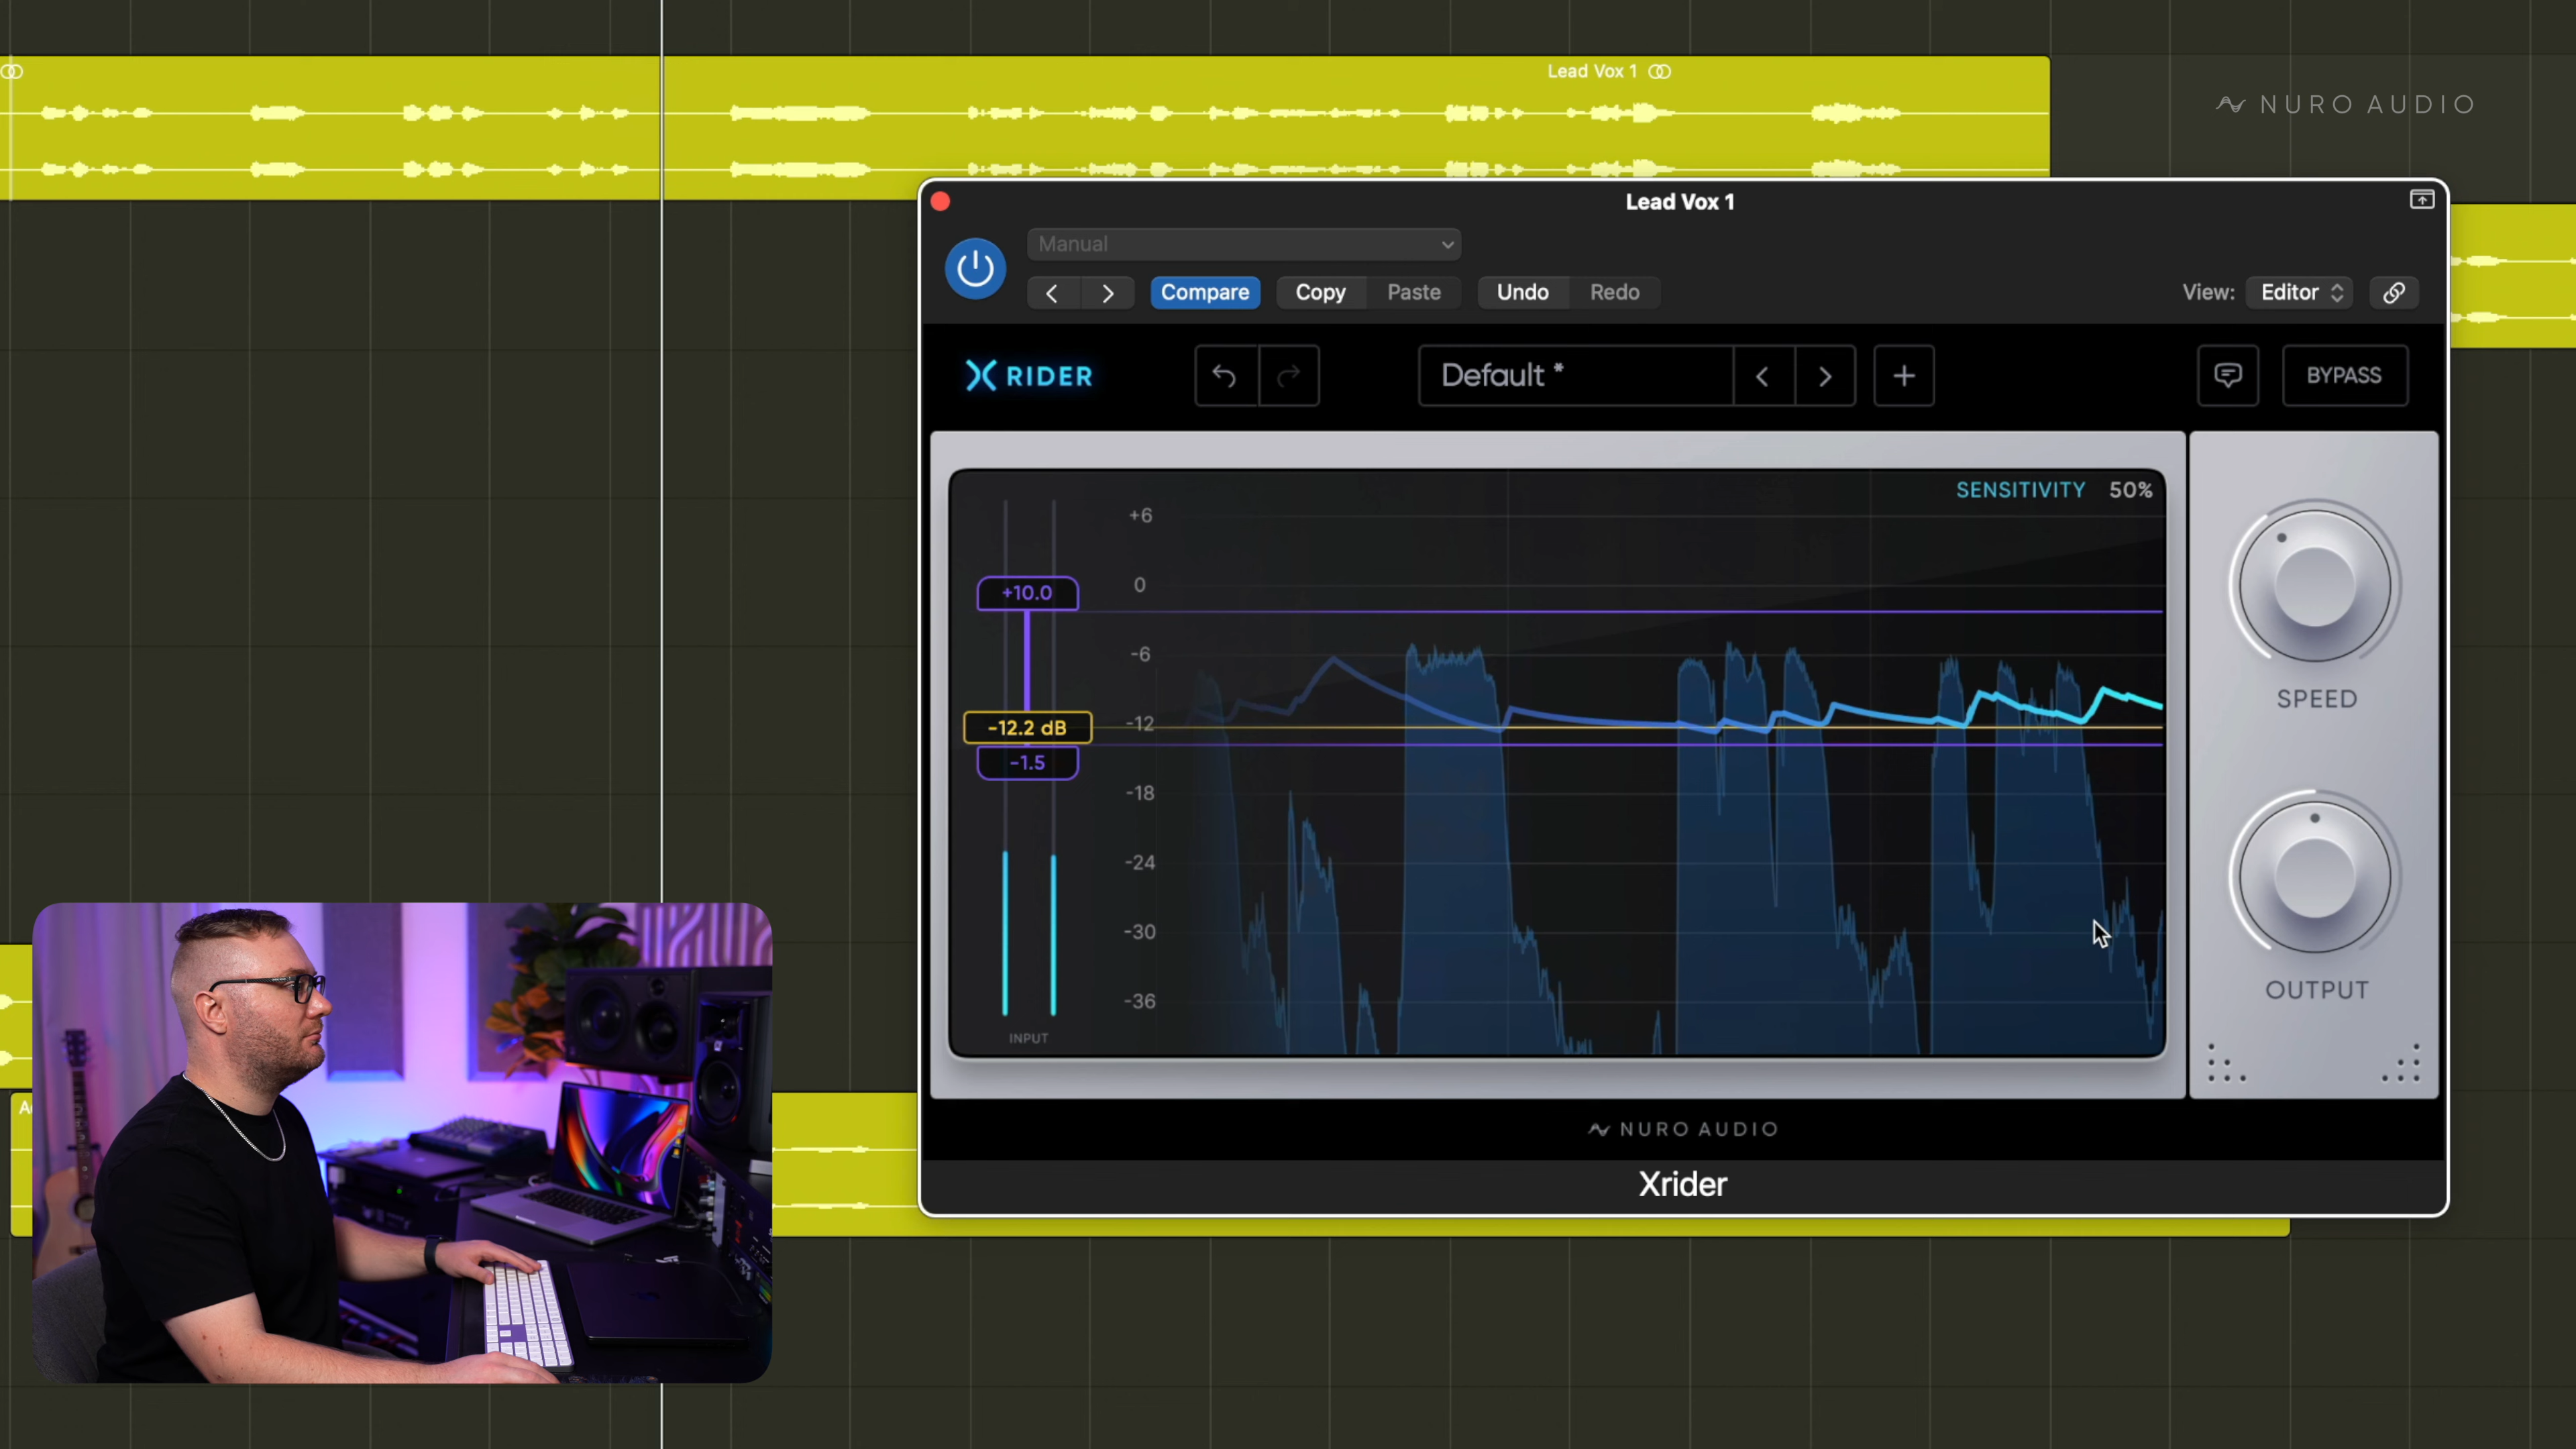 Lead Vox 1
NURO AUDIO
Lead Vox 1
Manual
Compare
Copy
Paste
Undo
Redo
View:
Editor
RIDER
Default *
BYPASS
SENSITIVITY 50%
+6
0
-6
-12
-18
-24
-30
-36
+10.0
-12.2 dB
-1.5
INPUT
SPEED
OUTPUT
NURO AUDIO
Xrider